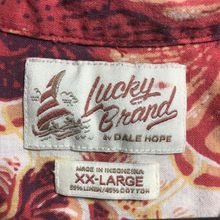 Lucky
Brand
BY DALE HOPE
MADE IN INDONESIA
XX-LARGE
55% LINEN/45% COTTON